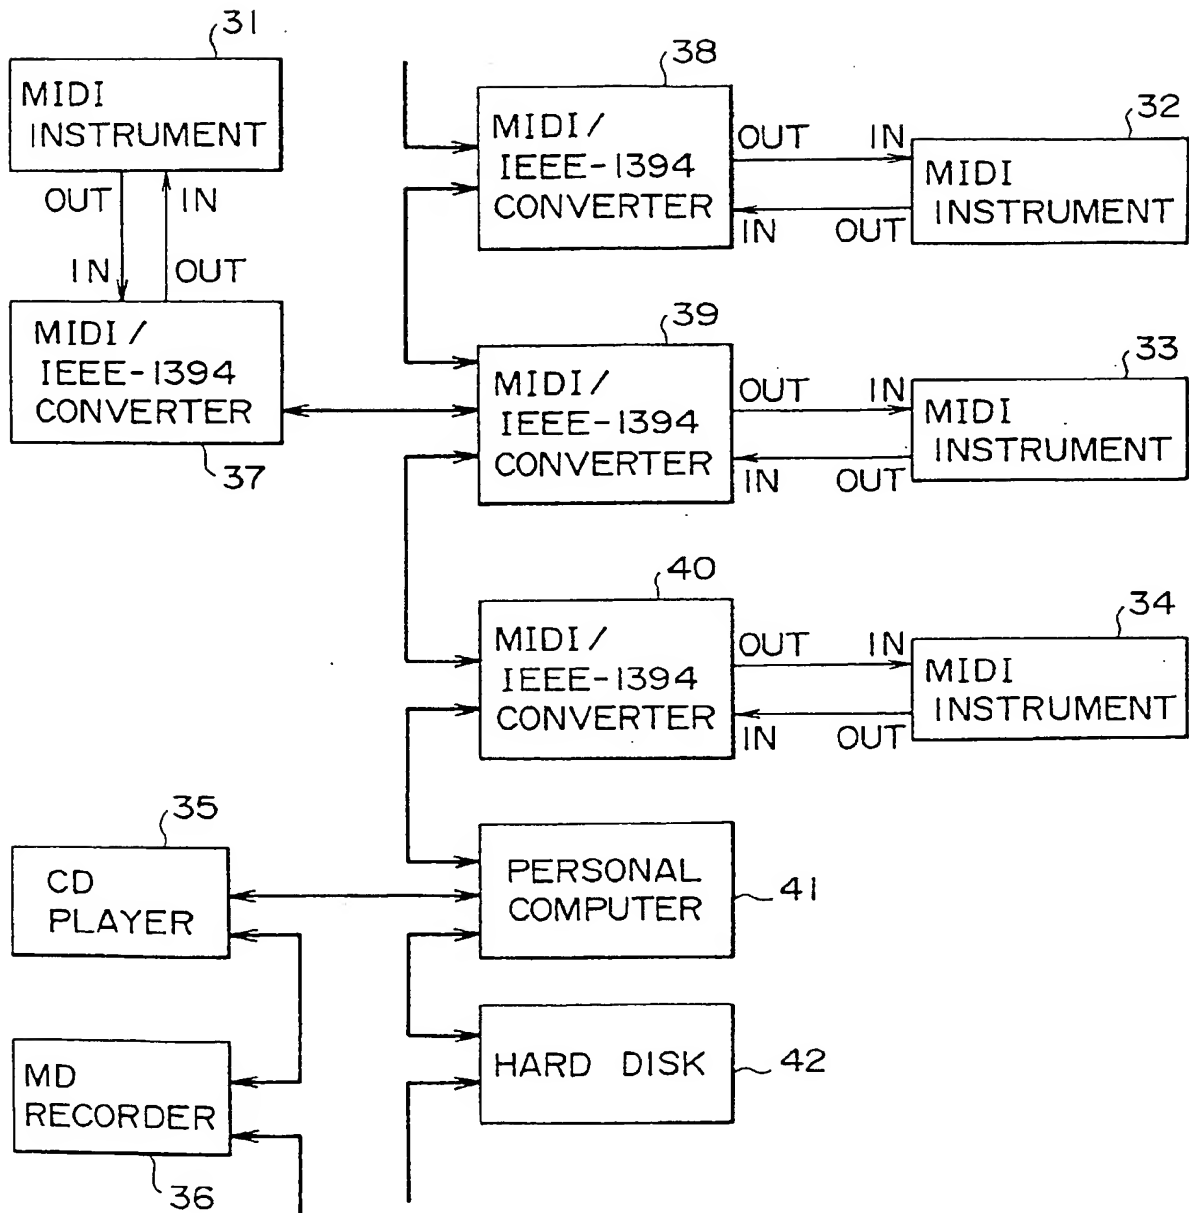 31
MIDI
INSTRUMENT
OUT
IN
IN
OUT
MIDI/
IEEE-1394
CONVERTER
37
38
MIDI/
IEEE-1394
CONVERTER
OUT
IN
IN
OUT
32
MIDI
INSTRUMENT
39
MIDI/
IEEE-1394
CONVERTER
OUT
IN
IN
OUT
33
MIDI
INSTRUMENT
40
MIDI/
IEEE-1394
CONVERTER
OUT
IN
IN
OUT
34
MIDI
INSTRUMENT
35
CD
PLAYER
PERSONAL
COMPUTER
41
MD
RECORDER
36
HARD DISK
42